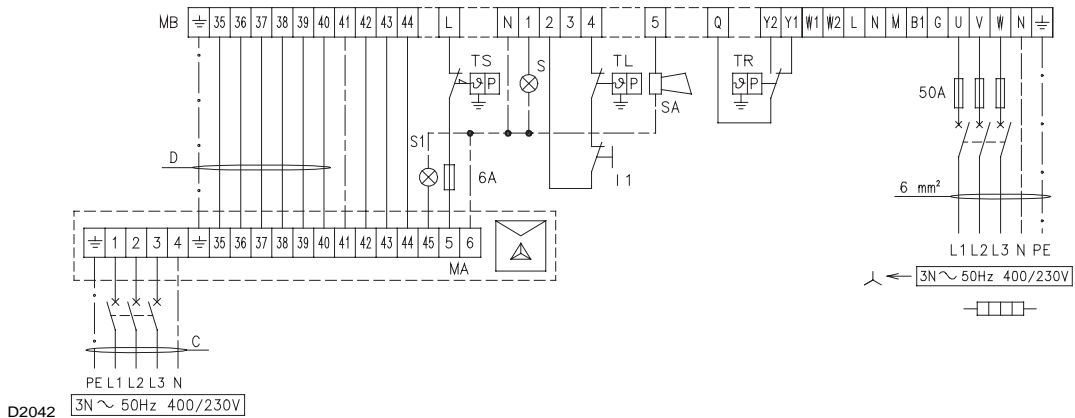 MB ⏚ 35 36 37 38 39 40 41 42 43 44 L N 1 2 3 4 5 Q Y2 Y1 W1 W2 L N M B1 G U V W N ⏚
TS S TL TR
ϑ P ϑ P ϑ P
SA
50A
S1
D
6A
I1
6 mm²
⏚ 1 2 3 4 ⏚ 35 36 37 38 39 40 41 42 43 44 45 5 6
MA
L1 L2 L3 N PE
3N ~ 50Hz 400/230V
C
PE L1 L2 L3 N
D2042 3N ~ 50Hz 400/230V